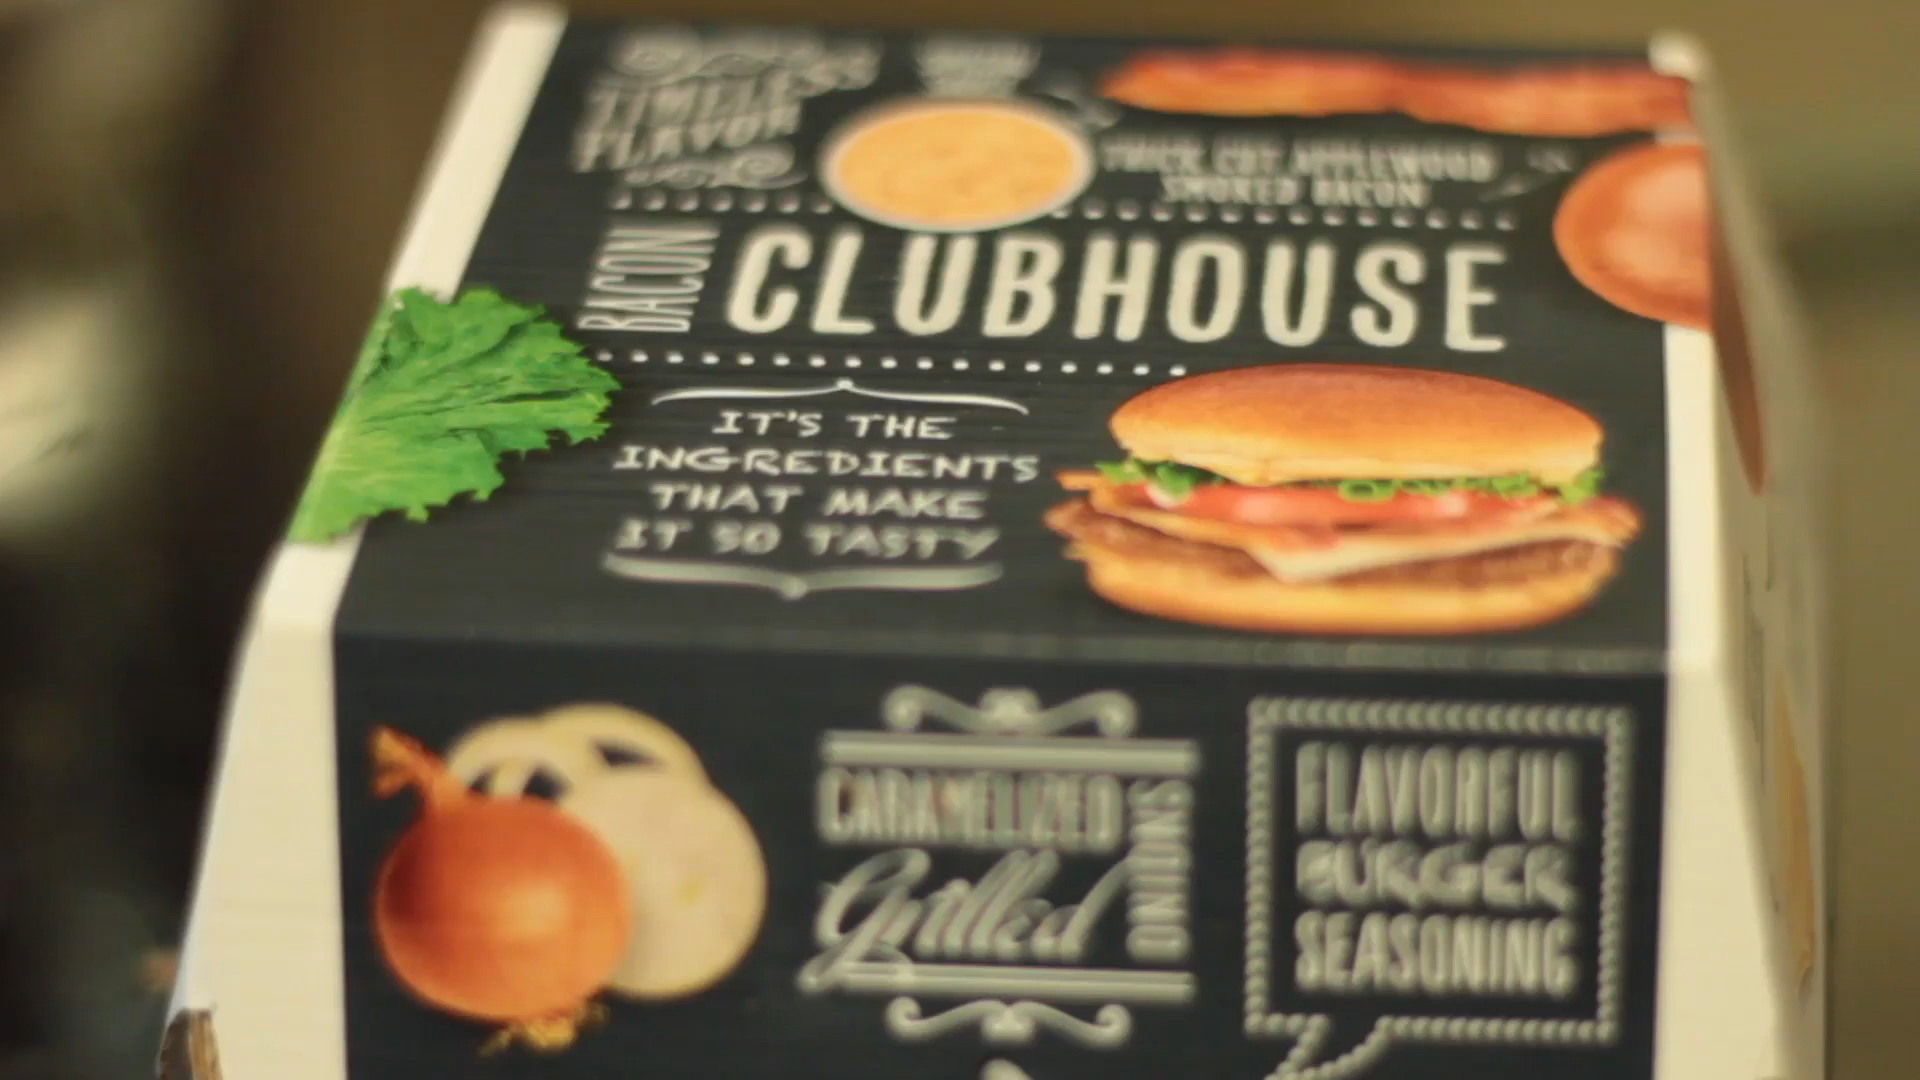 TIMELESS
FLAVOR
THICK CUT APPLEWOOD
SMOKED BACON
BACON CLUBHOUSE
IT'S THE
INGREDIENTS
THAT MAKE
IT SO TASTY
CARAMELIZED
Grilled
ONIONS
FLAVORFUL
BURGER
SEASONING